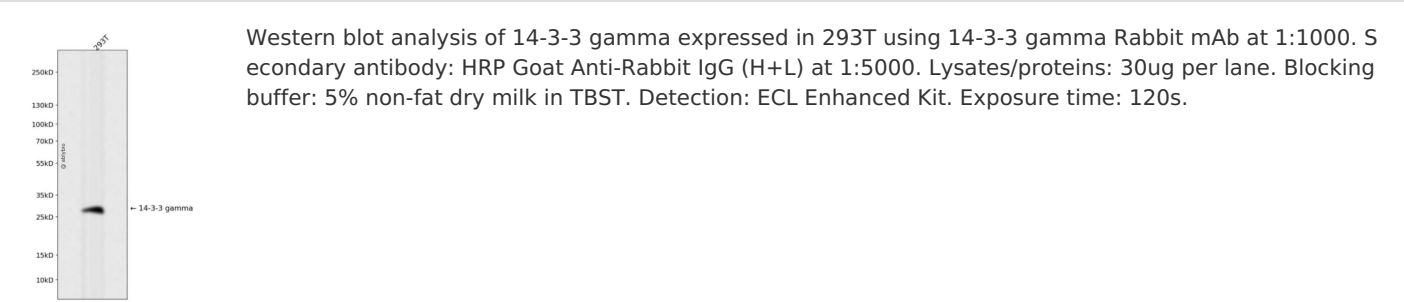 293T
250kD
130kD
100kD
70kD
55kD
35kD
25kD
15kD
10kD
← 14-3-3 gamma
Western blot analysis of 14-3-3 gamma expressed in 293T using 14-3-3 gamma Rabbit mAb at 1:1000. S
econdary antibody: HRP Goat Anti-Rabbit IgG (H+L) at 1:5000. Lysates/proteins: 30ug per lane. Blocking
buffer: 5% non-fat dry milk in TBST. Detection: ECL Enhanced Kit. Exposure time: 120s.